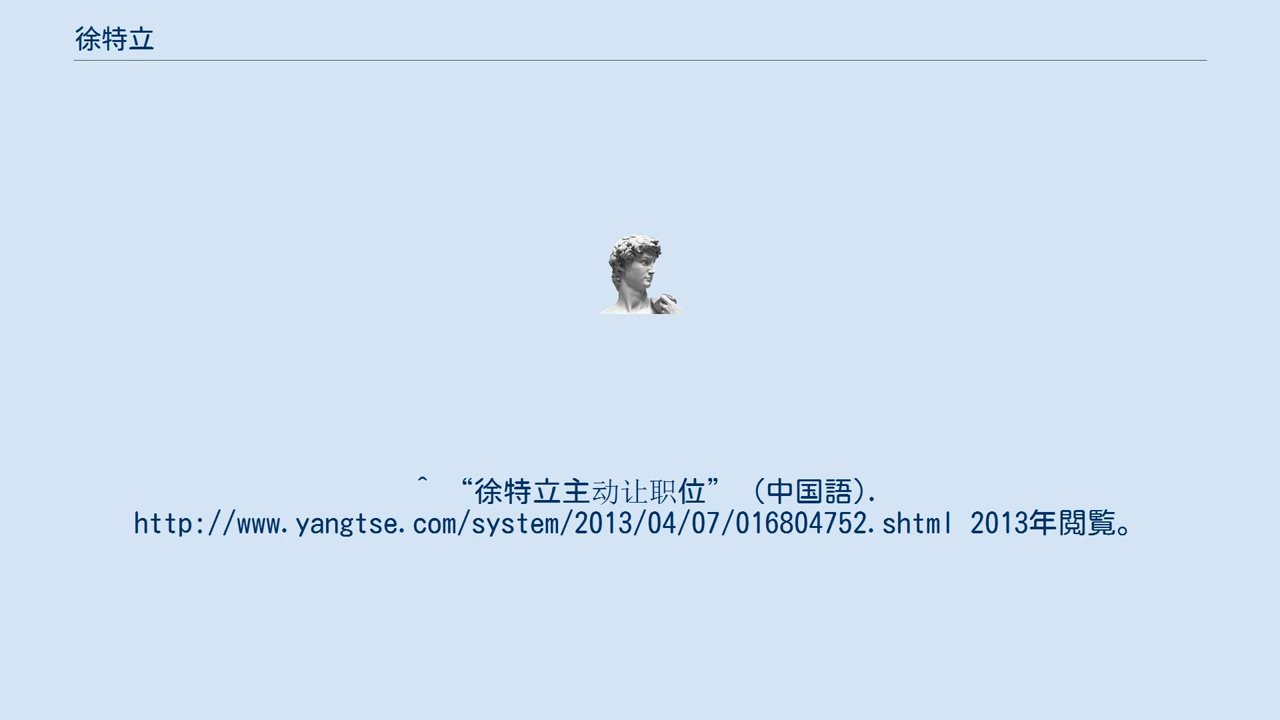 徐特立
^ “徐特立主动让职位” （中国語）.
http://www.yangtse.com/system/2013/04/07/016804752.shtml 2013年閲覧。